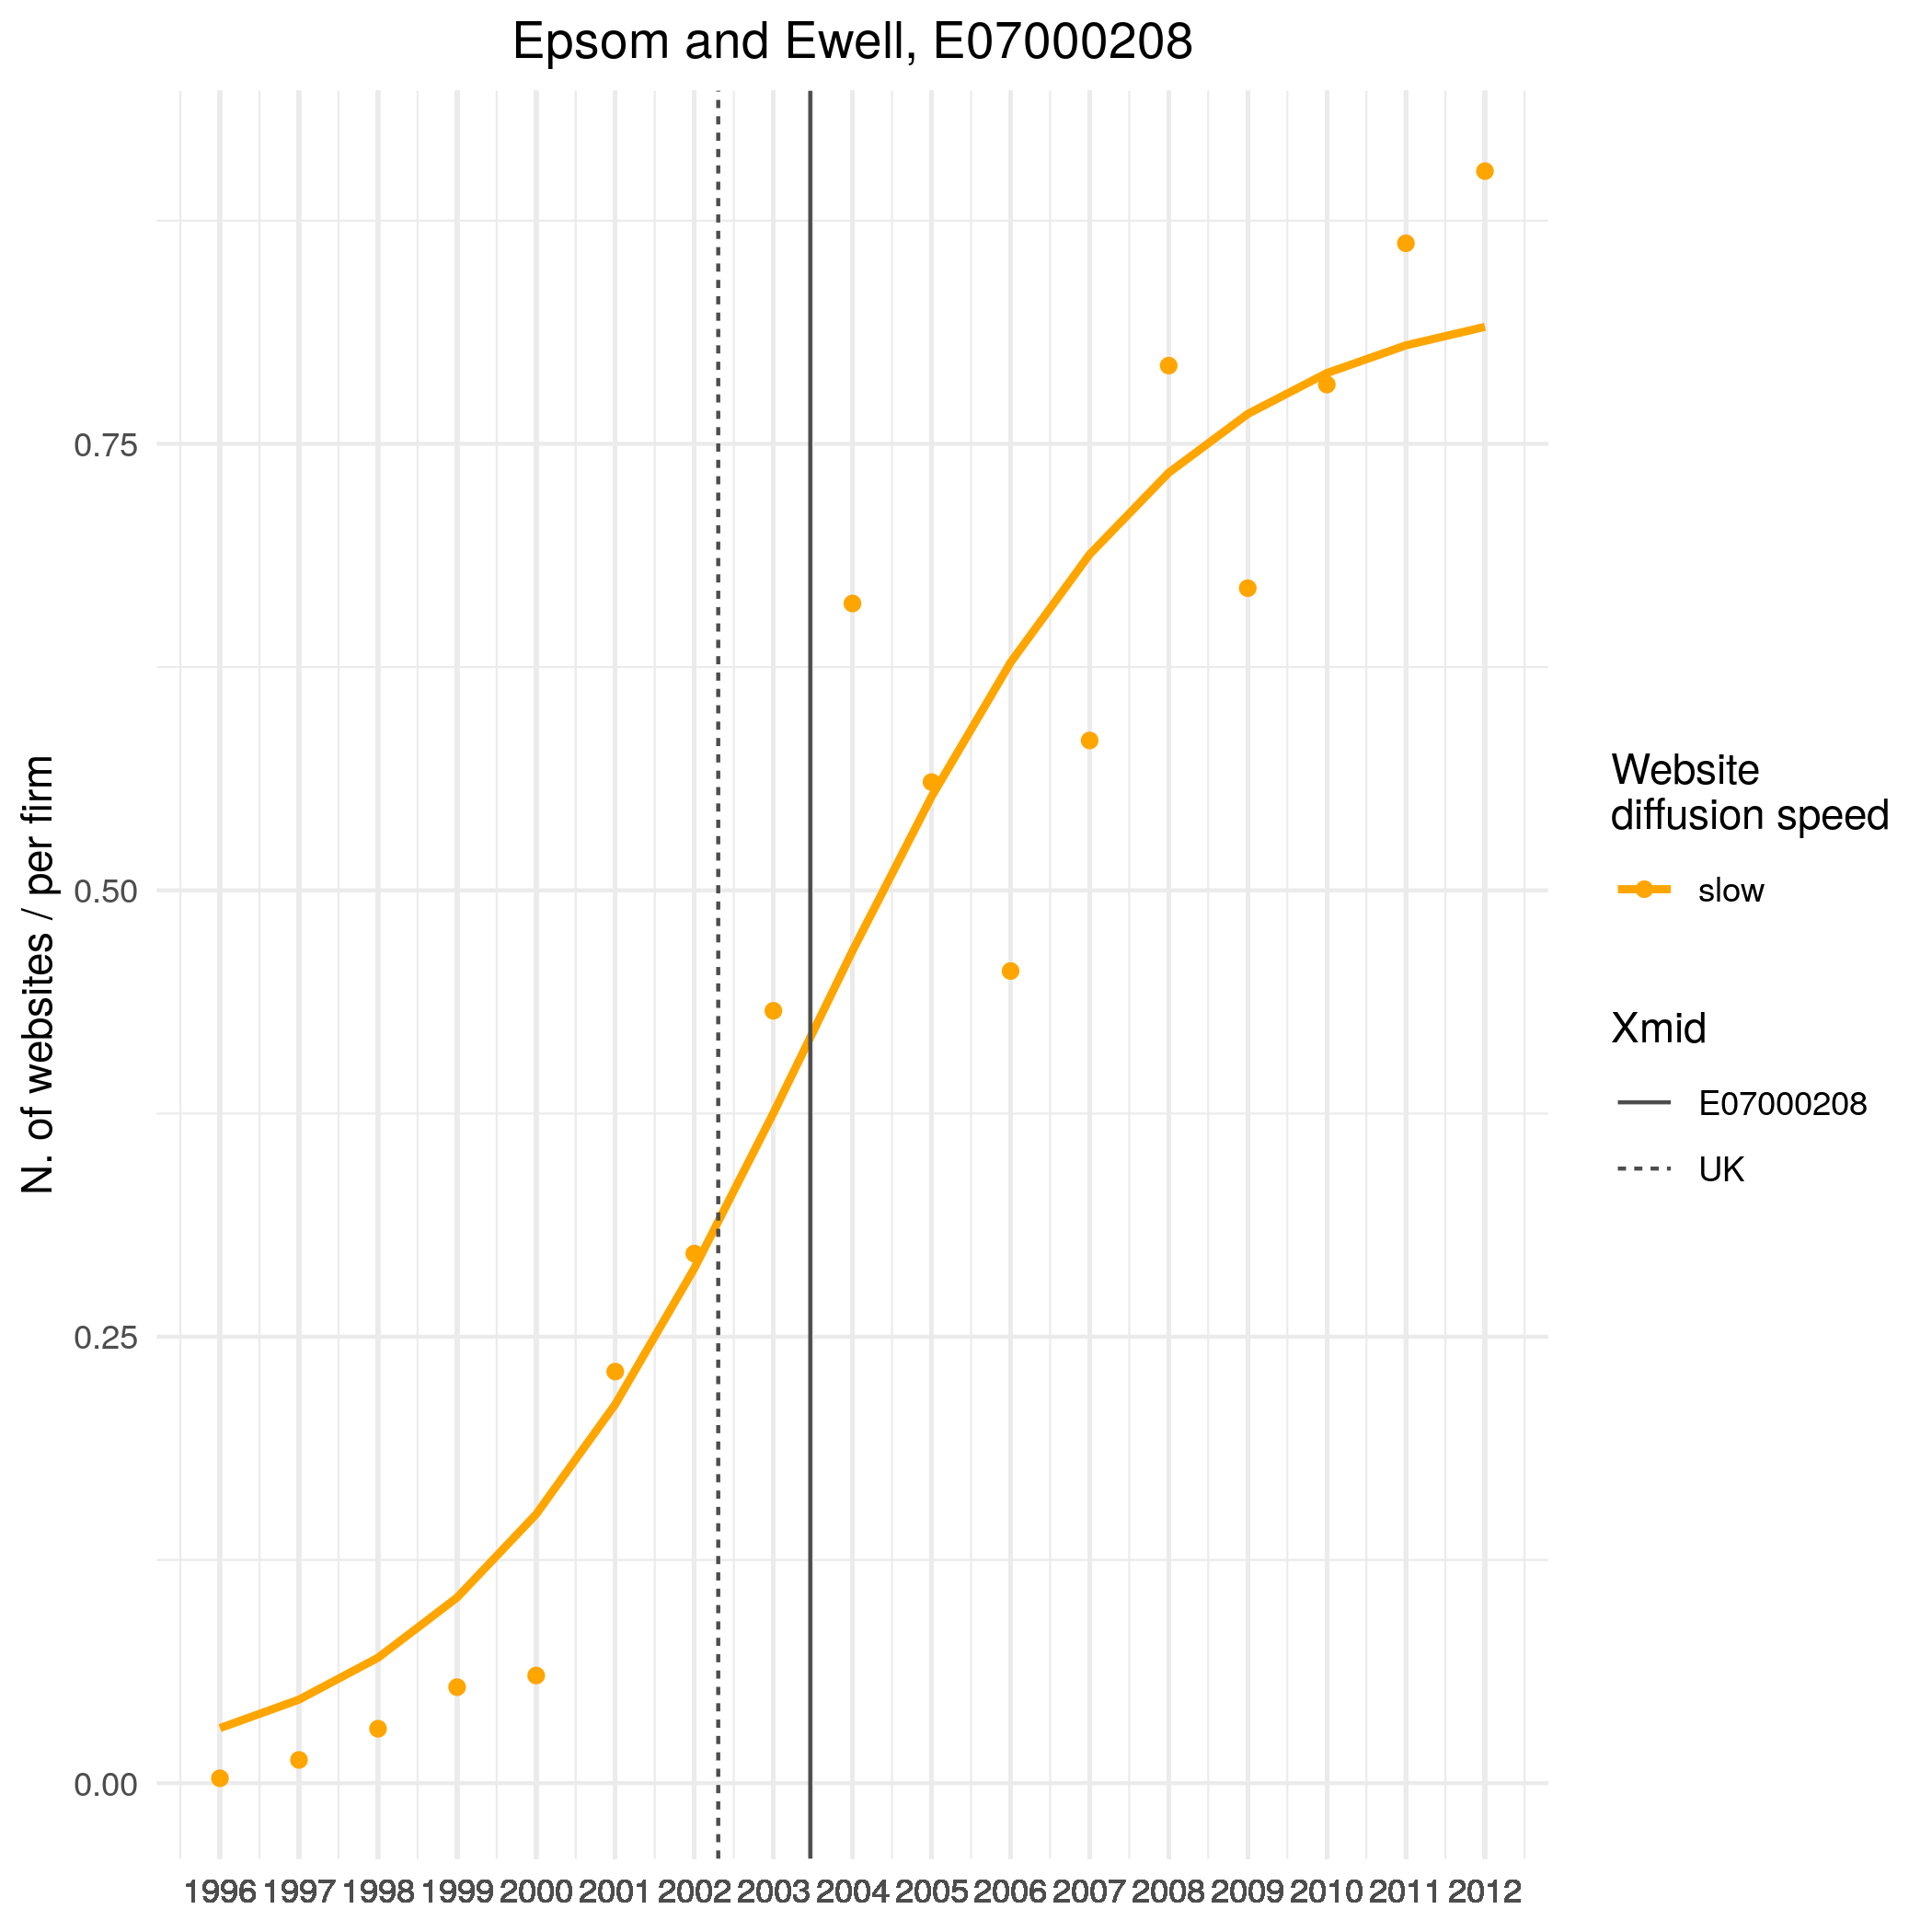 Epsom and Ewell, E07000208
N. of websites / per firm
0.75
0.50
0.25
0.00
1996 1997 1998 1999 2000 2001 2002 2003 2004 2005 2006 2007 2008 2009 2010 2011 2012
Website
diffusion speed
slow
Xmid
E07000208
UK